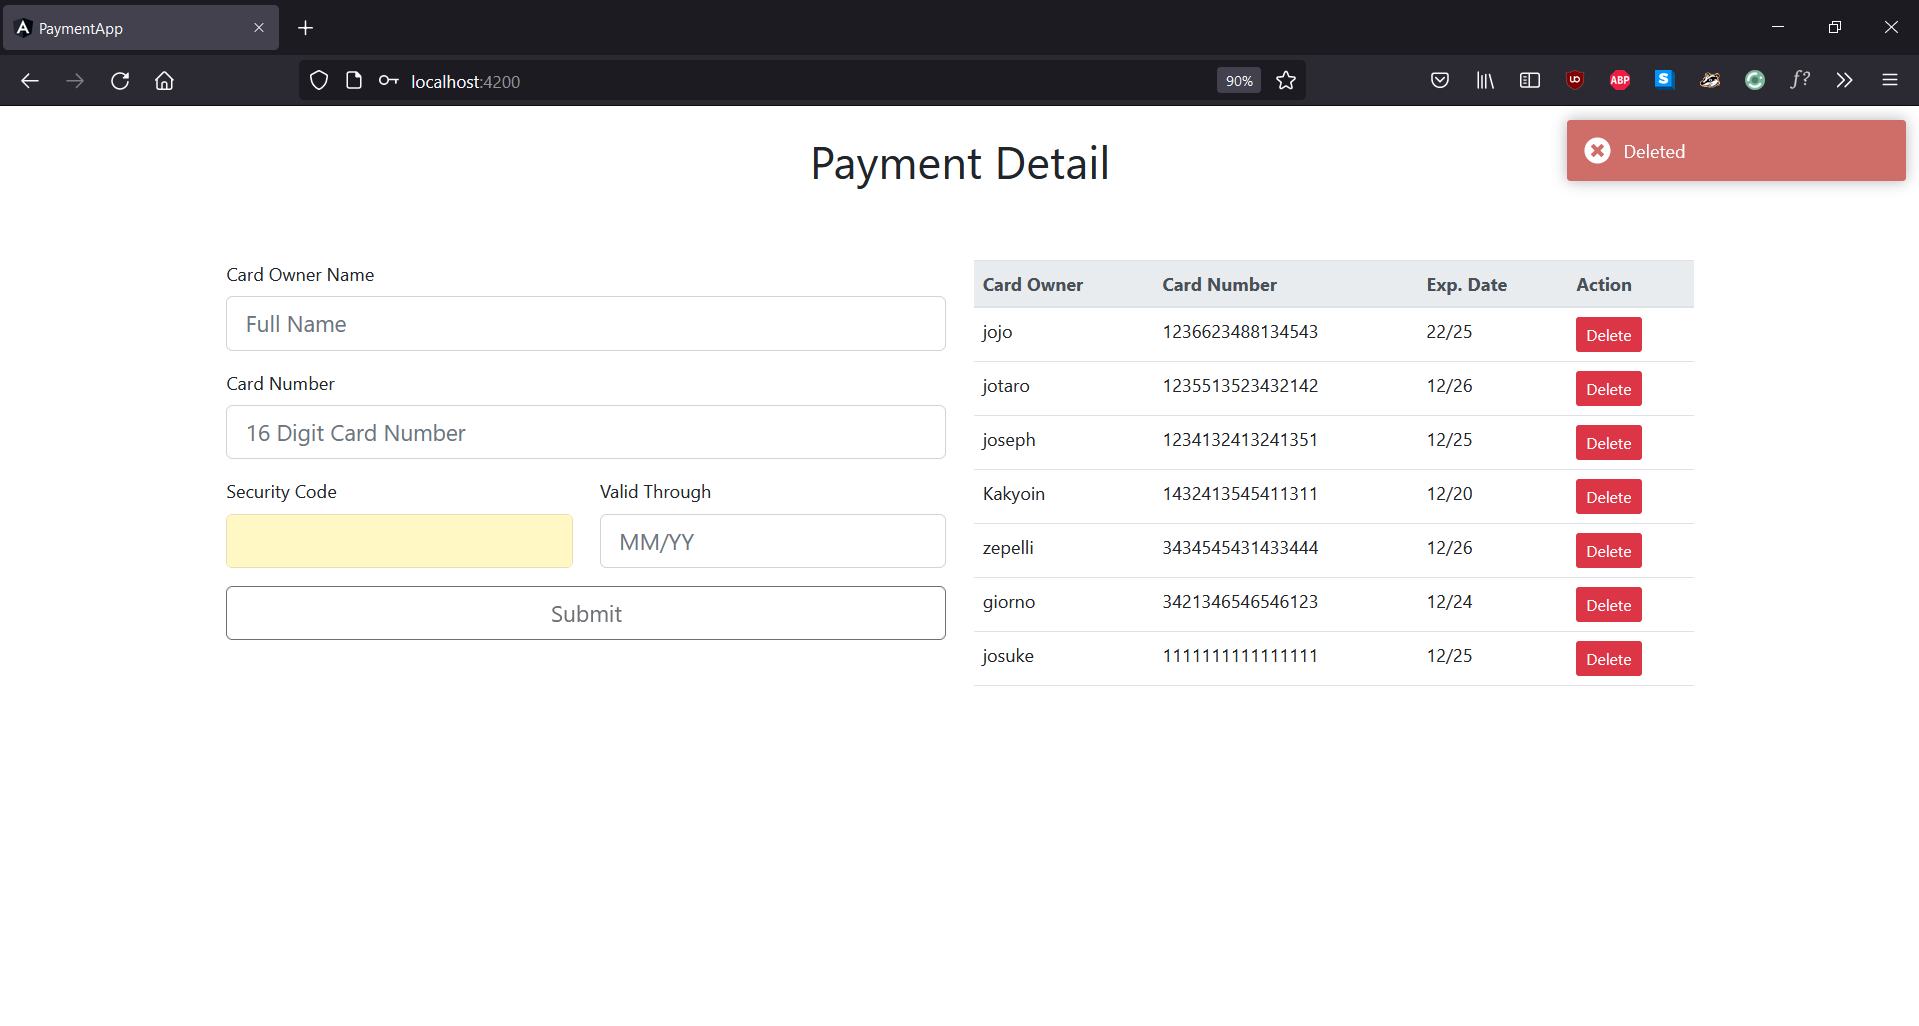 PaymentApp
localhost:4200
90%
UO
ABP
S
f?
Payment Detail
Deleted
Card Owner Name
Full Name
Card Number
16 Digit Card Number
Security Code Valid Through
MM/YY
Submit
Card Owner Card Number Exp. Date Action
jojo 1236623488134543 22/25 Delete
jotaro 1235513523432142 12/26 Delete
joseph 1234132413241351 12/25 Delete
Kakyoin 1432413545411311 12/20 Delete
zepelli 3434545431433444 12/26 Delete
giorno 3421346546546123 12/24 Delete
josuke 1111111111111111 12/25 Delete